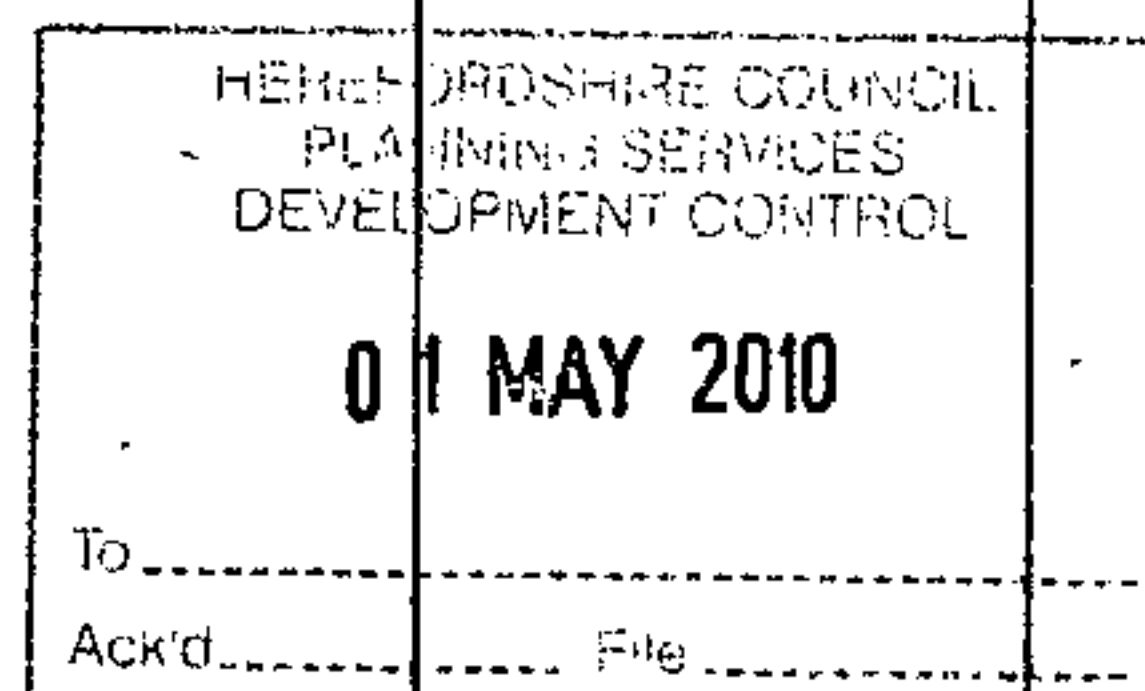 HEREFORDSHIRE COUNCIL
PLANNING SERVICES
DEVELOPMENT CONTROL
01 MAY 2010
To
Ack'd File